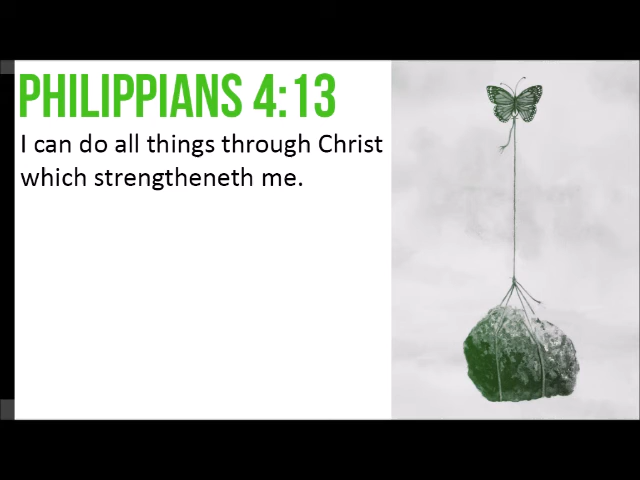 PHILIPPIANS 4:13
I can do all things through Christ
which strengtheneth me.